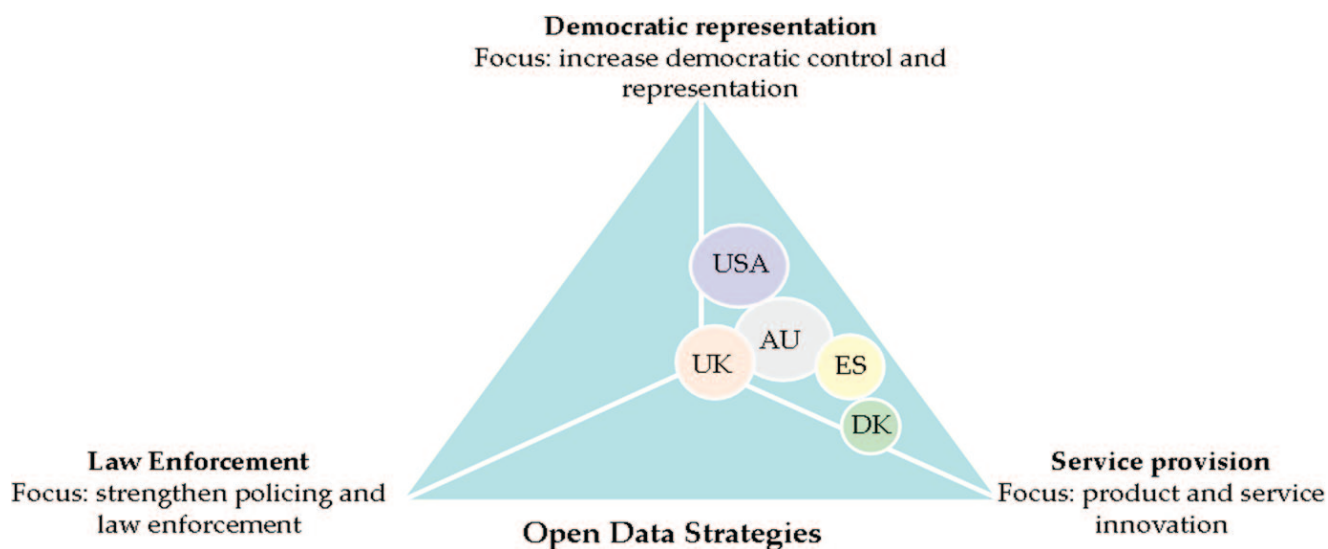 Democratic representation
Focus: increase democratic control and
representation
USA
AU
UK
ES
DK
Law Enforcement
Focus: strengthen policing and
law enforcement
Service provision
Focus: product and service
innovation
Open Data Strategies